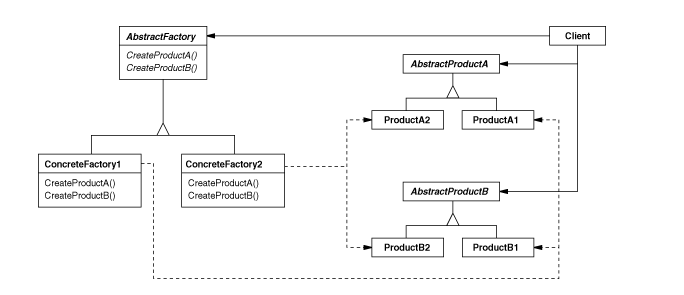 AbstractFactory
CreateProductA()
CreateProductB()
Client
AbstractProductA
ProductA2
ProductA1
ConcreteFactory1
CreateProductA()
CreateProductB()
ConcreteFactory2
CreateProductA()
CreateProductB()
AbstractProductB
ProductB2
ProductB1